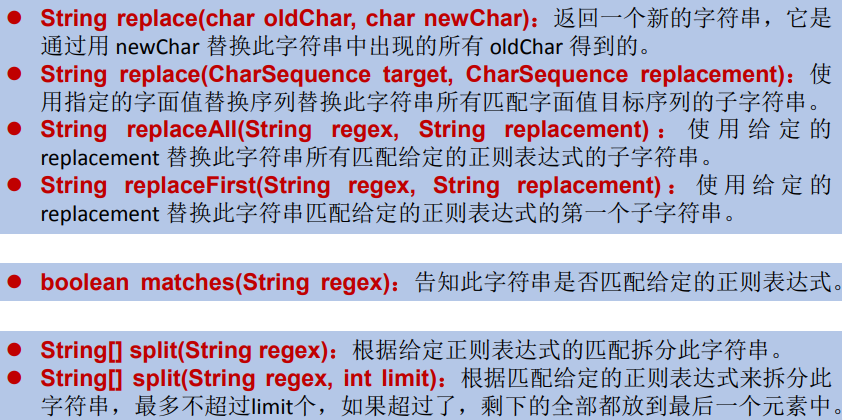 ● String replace(char oldChar, char newChar)：返回一个新的字符串，它是
通过用 newChar 替换此字符串中出现的所有 oldChar 得到的。
● String replace(CharSequence target, CharSequence replacement)：使
用指定的字面值替换序列替换此字符串所有匹配字面值目标序列的子字符串。
● String replaceAll(String regex, String replacement)：使用给定的
replacement 替换此字符串所有匹配给定的正则表达式的子字符串。
● String replaceFirst(String regex, String replacement)：使用给定的
replacement 替换此字符串匹配给定的正则表达式的第一个子字符串。
● boolean matches(String regex)：告知此字符串是否匹配给定的正则表达式。
● String[] split(String regex)：根据给定正则表达式的匹配拆分此字符串。
● String[] split(String regex, int limit)：根据匹配给定的正则表达式来拆分此
字符串，最多不超过limit个，如果超过了，剩下的全部都放到最后一个元素中。